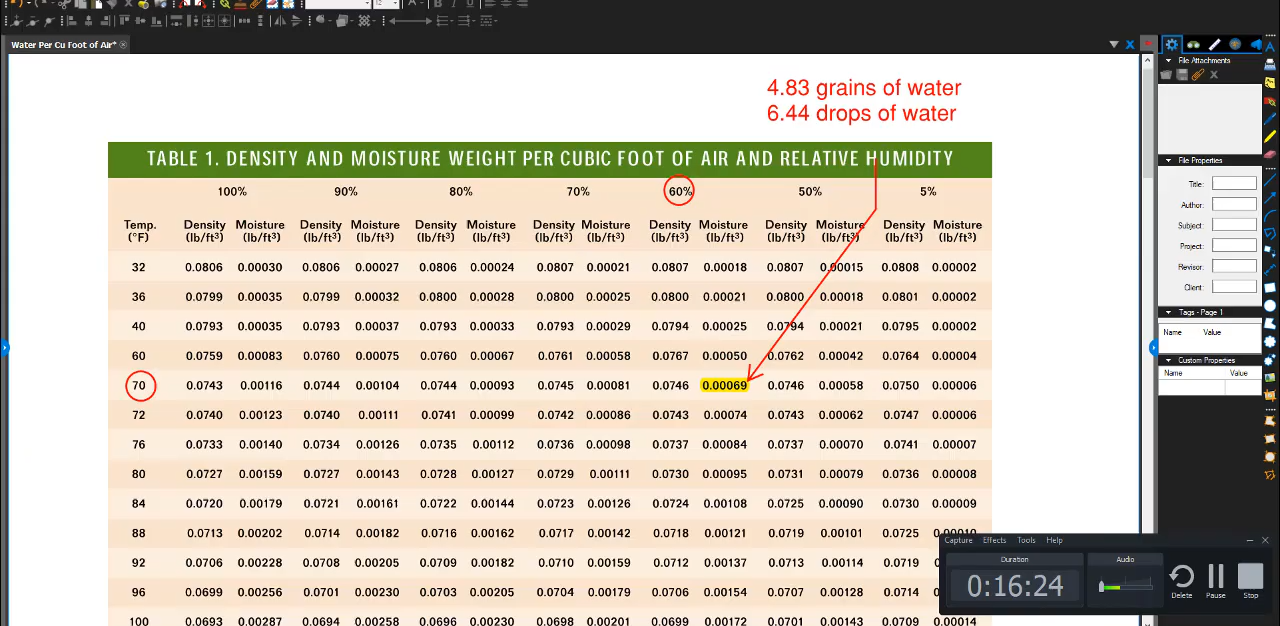 Water Per Cu Foot of Air*
4.83 grains of water
6.44 drops of water
TABLE 1. DENSITY AND MOISTURE WEIGHT PER CUBIC FOOT OF AIR AND RELATIVE HUMIDITY
100% 90% 80% 70% 60% 50% 5%
Temp. Density Moisture Density Moisture Density Moisture Density Moisture Density Moisture Density Moisture Density Moisture
(°F) (lb/ft³) (lb/ft³) (lb/ft³) (lb/ft³) (lb/ft³) (lb/ft³) (lb/ft³) (lb/ft³) (lb/ft³) (lb/ft³) (lb/ft³) (lb/ft³) (lb/ft³) (lb/ft³)
32 0.0806 0.00030 0.0806 0.00027 0.0806 0.00024 0.0807 0.00021 0.0807 0.00018 0.0807 0.00015 0.0808 0.00002
36 0.0799 0.00035 0.0799 0.00032 0.0800 0.00028 0.0800 0.00025 0.0800 0.00021 0.0800 0.00018 0.0801 0.00002
40 0.0793 0.00035 0.0793 0.00037 0.0793 0.00033 0.0793 0.00029 0.0794 0.00025 0.0794 0.00021 0.0795 0.00002
60 0.0759 0.00083 0.0760 0.00075 0.0760 0.00067 0.0761 0.00058 0.0767 0.00050 0.0762 0.00042 0.0764 0.00004
70 0.0743 0.00116 0.0744 0.00104 0.0744 0.00093 0.0745 0.00081 0.0746 0.00069 0.0746 0.00058 0.0750 0.00006
72 0.0740 0.00123 0.0740 0.00111 0.0741 0.00099 0.0742 0.00086 0.0743 0.00074 0.0743 0.00062 0.0747 0.00006
76 0.0733 0.00140 0.0734 0.00126 0.0735 0.00112 0.0736 0.00098 0.0737 0.00084 0.0737 0.00070 0.0741 0.00007
80 0.0727 0.00159 0.0727 0.00143 0.0728 0.00127 0.0729 0.00111 0.0730 0.00095 0.0731 0.00079 0.0736 0.00008
84 0.0720 0.00179 0.0721 0.00161 0.0722 0.00144 0.0723 0.00126 0.0724 0.00108 0.0725 0.00090 0.0730 0.00009
88 0.0713 0.00202 0.0714 0.00182 0.0716 0.00162 0.0717 0.00142 0.0718 0.00121 0.0719 0.00101 0.0725
92 0.0706 0.00228 0.0708 0.00205 0.0709 0.00182 0.0710 0.00159 0.0712 0.00137 0.0713 0.00114 0.0719
96 0.0699 0.00256 0.0701 0.00230 0.0703 0.00205 0.0704 0.00179 0.0706 0.00154 0.0707 0.00128 0.0714
100 0.0693 0.00287 0.0694 0.00258 0.0696 0.00230 0.0698 0.00201 0.0699 0.00172 0.0701 0.00143 0.0709 0.00014
File Attachments
File Properties
Title:
Author:
Subject:
Project:
Revisor:
Client:
Tags - Page 1
Name Value
Custom Properties
Name Value
Capture Effects Tools Help
Duration Audio
0:16:24
Delete Pause Stop